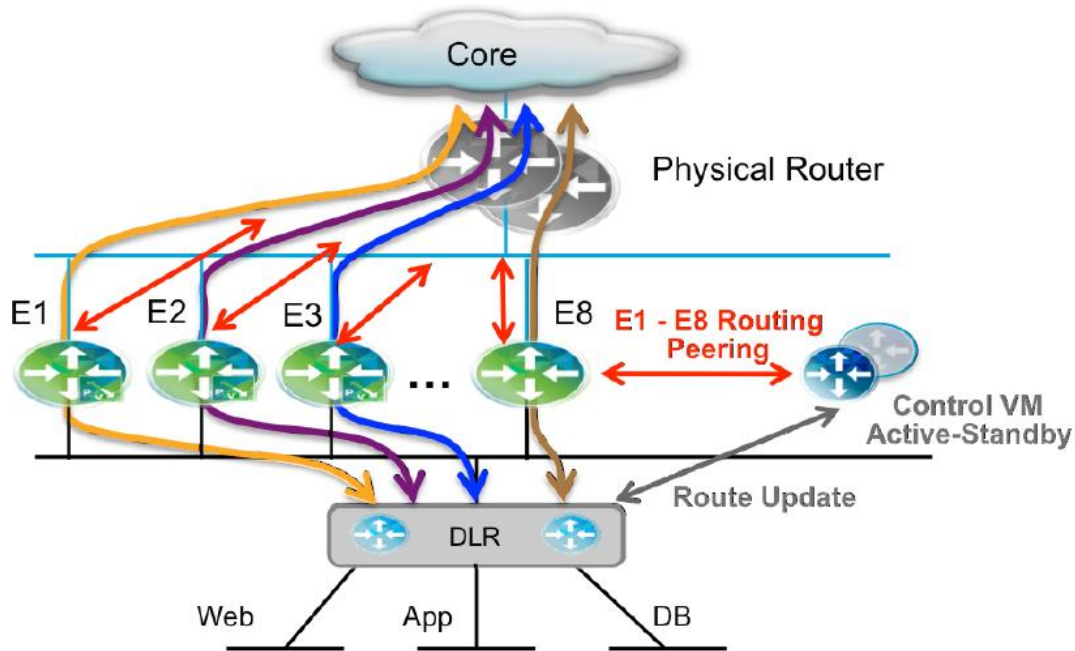 Core
Physical Router
E1
E2
E3
E8
E1 - E8 Routing
Peering
...
Control VM
Active-Standby
Route Update
DLR
Web
App
DB